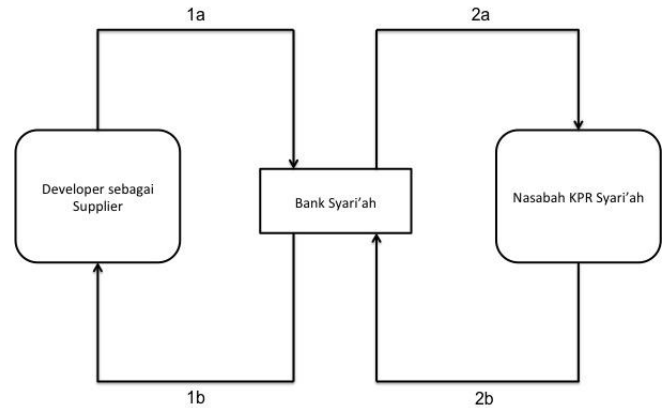 1a
2a
Developer sebagai
Supplier
Bank Syari’ah
Nasabah KPR Syari’ah
1b
2b